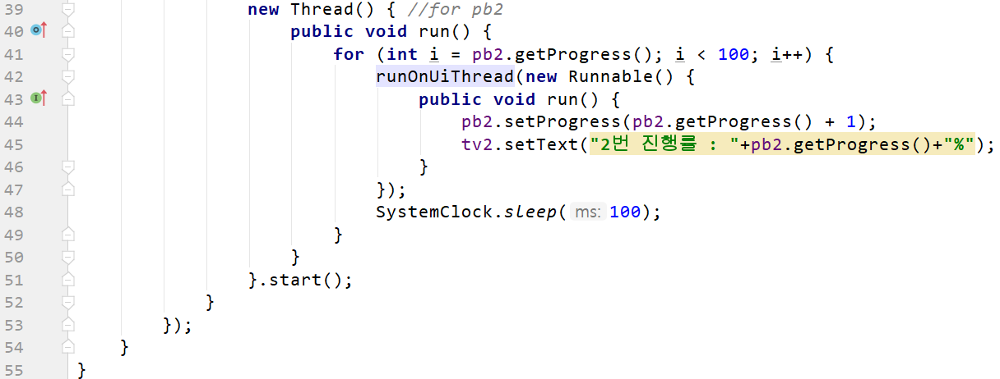 39 new Thread() { //for pb2
40 public void run() {
41 for (int i = pb2.getProgress(); i < 100; i++) {
42 runOnUiThread(new Runnable() {
43 public void run() {
44 pb2.setProgress(pb2.getProgress() + 1);
45 tv2.setText("2번 진행률 : "+pb2.getProgress()+"%");
46 }
47 });
48 SystemClock.sleep( ms: 100);
49 }
50 }
51 }.start();
52 }
53 });
54 }
55 }